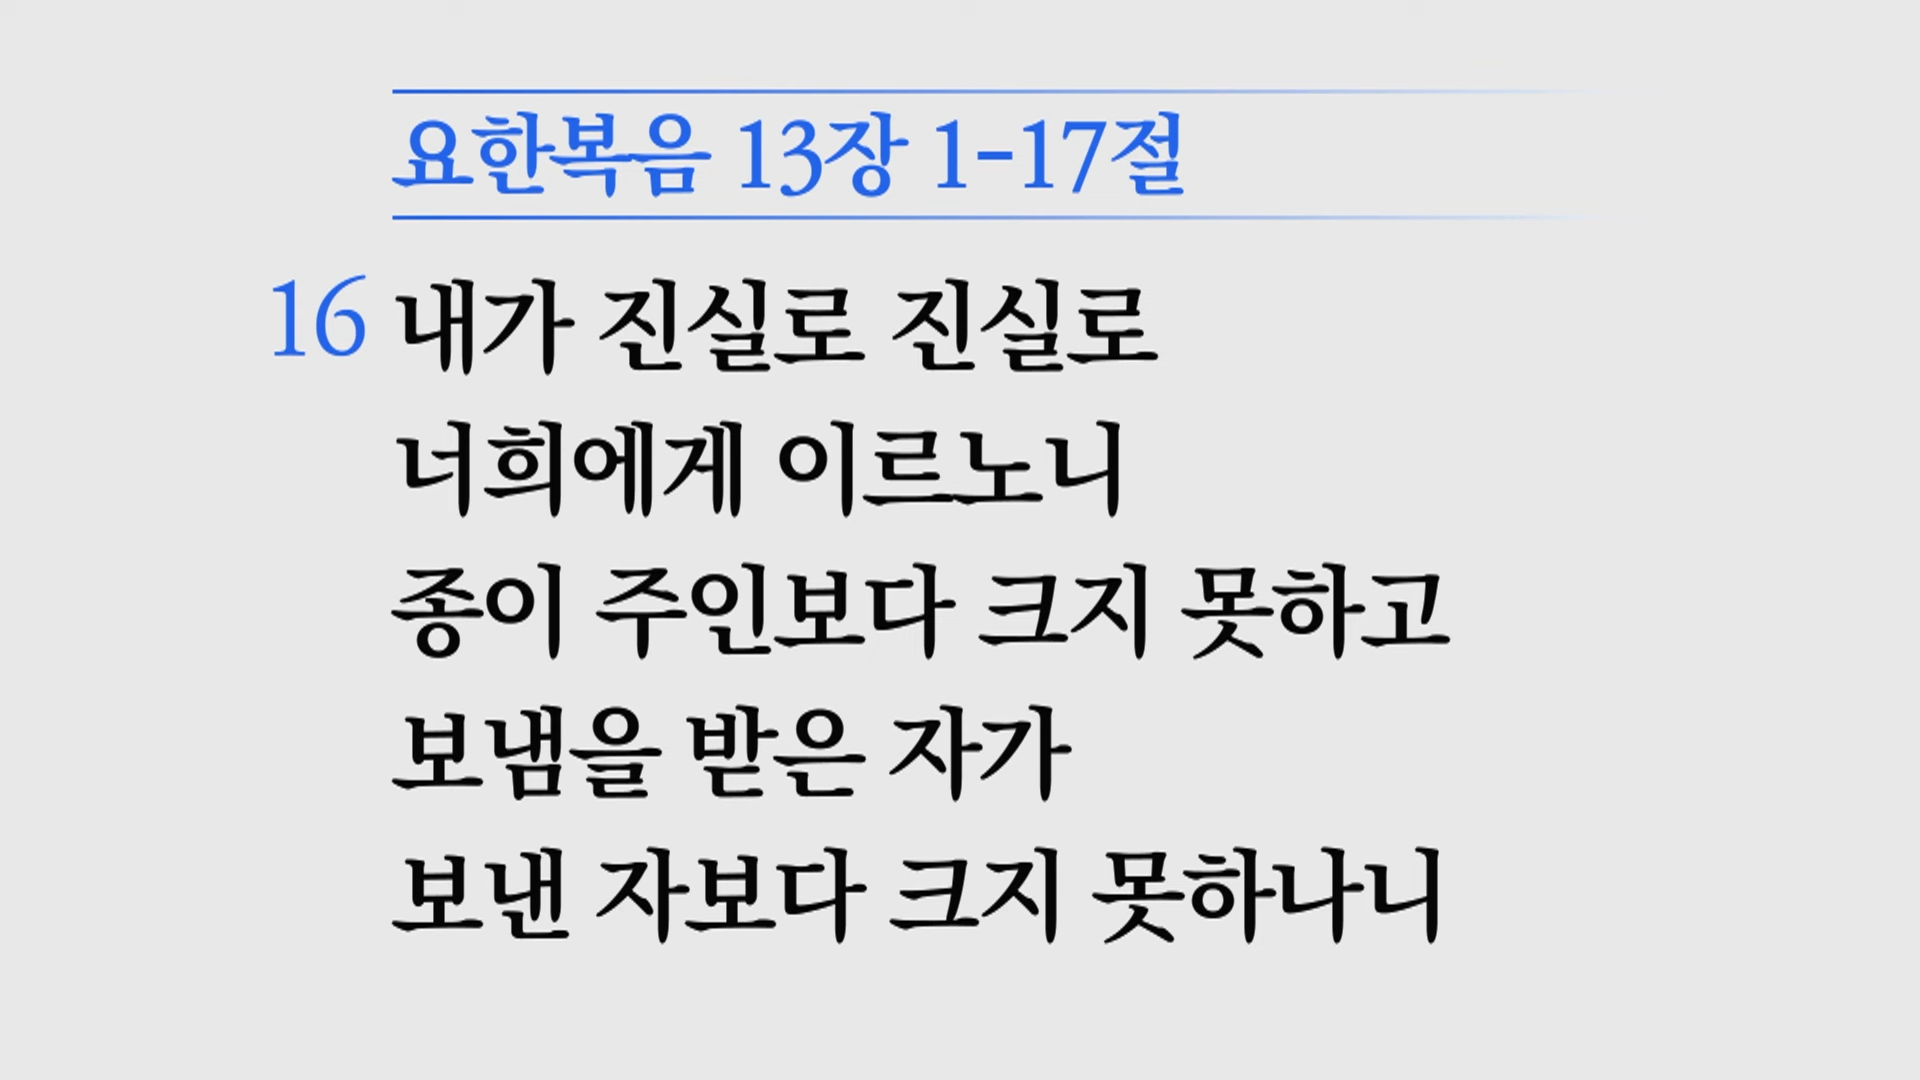 요한복음 13장 1-17절
16 내가 진실로 진실로
너희에게 이르노니
종이 주인보다 크지 못하고
보냄을 받은 자가
보낸 자보다 크지 못하나니